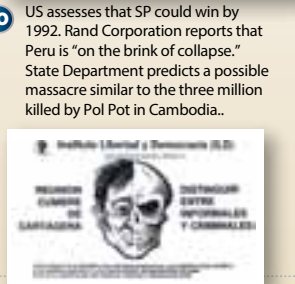 US assesses that SP could win by
1992. Rand Corporation reports that
Peru is “on the brink of collapse.”
State Department predicts a possible
massacre similar to the three million
killed by Pol Pot in Cambodia..
Instituto Libertad y Democracia (ILD)
REUNION DISTINGUIR
CUMBRE ENTRE
DE INFORMALES
CARTAGENA Y CRIMINALES